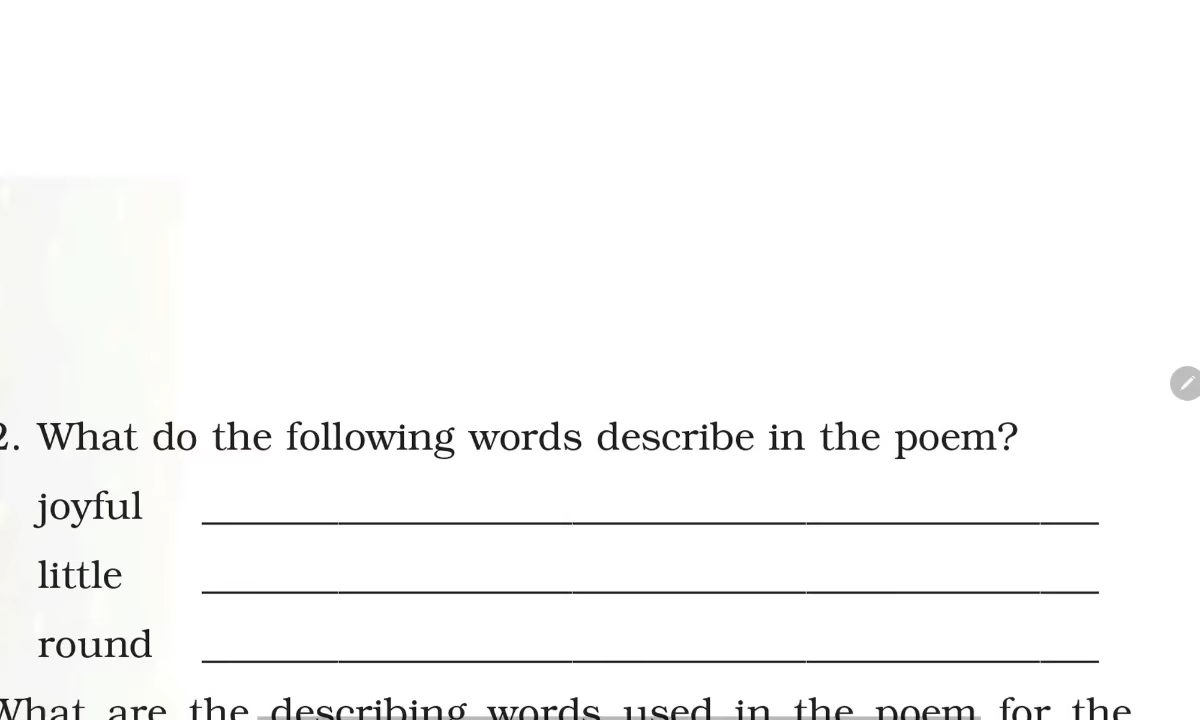 2. What do the following words describe in the poem?
joyful
little
round
What are the describing words used in the poem for the